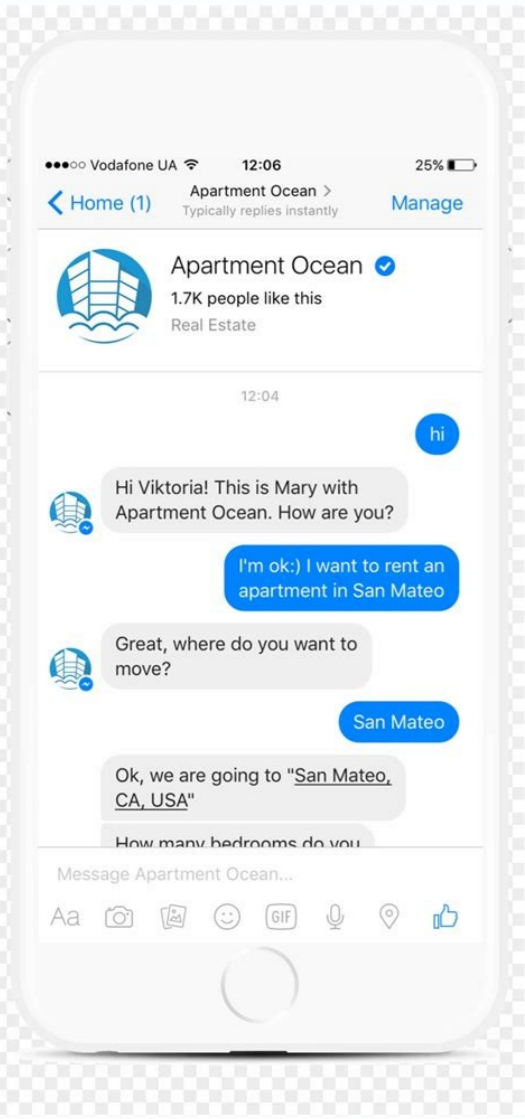 Vodafone UA 12:06 25%
Home (1) Apartment Ocean > Manage
Typically replies instantly
Apartment Ocean
1.7K people like this
Real Estate
12:04
hi
Hi Viktoria! This is Mary with
Apartment Ocean. How are you?
I'm ok:) I want to rent an
apartment in San Mateo
Great, where do you want to
move?
San Mateo
Ok, we are going to "San Mateo,
CA, USA"
How many bedrooms do you
Message Apartment Ocean...
Aa GIF